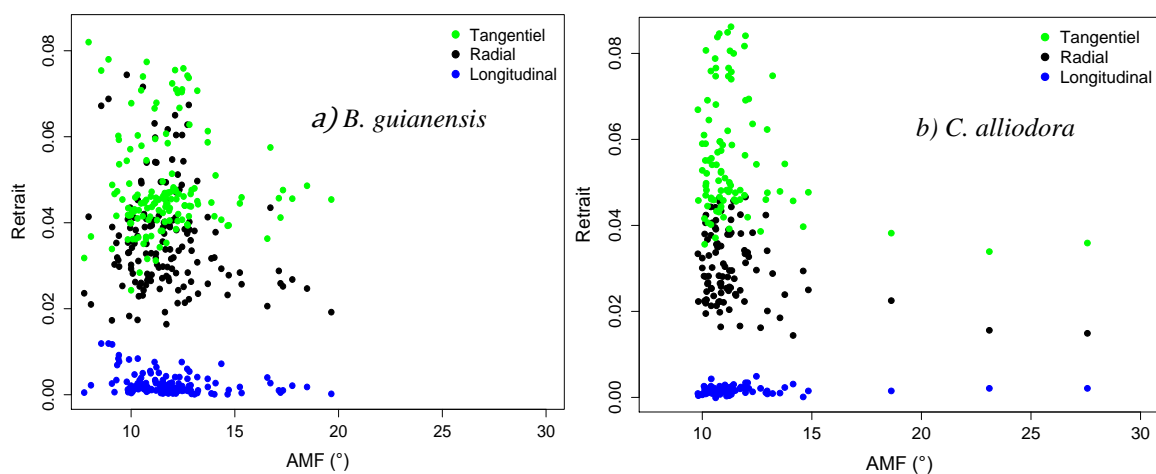 Tangentiel
Radial
Longitudinal
a) B. guianensis
Retrait
0.08
0.06
0.04
0.02
0.00
10
15
20
25
30
AMF (°)
Tangentiel
Radial
Longitudinal
b) C. alliodora
Retrait
0.08
0.06
0.04
0.02
0.00
10
15
20
25
30
AMF (°)